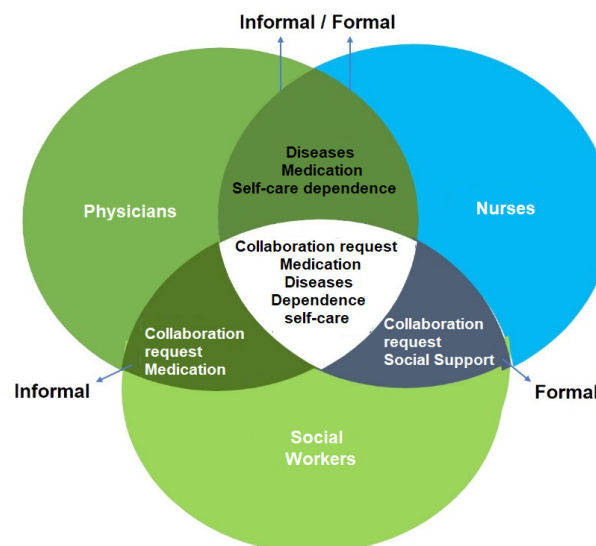 Informal / Formal
Diseases
Medication
Self-care dependence
Physicians
Nurses
Collaboration request
Medication
Diseases
Dependence
self-care
Collaboration
request
Medication
Collaboration
request
Social Support
Informal
Formal
Social
Workers